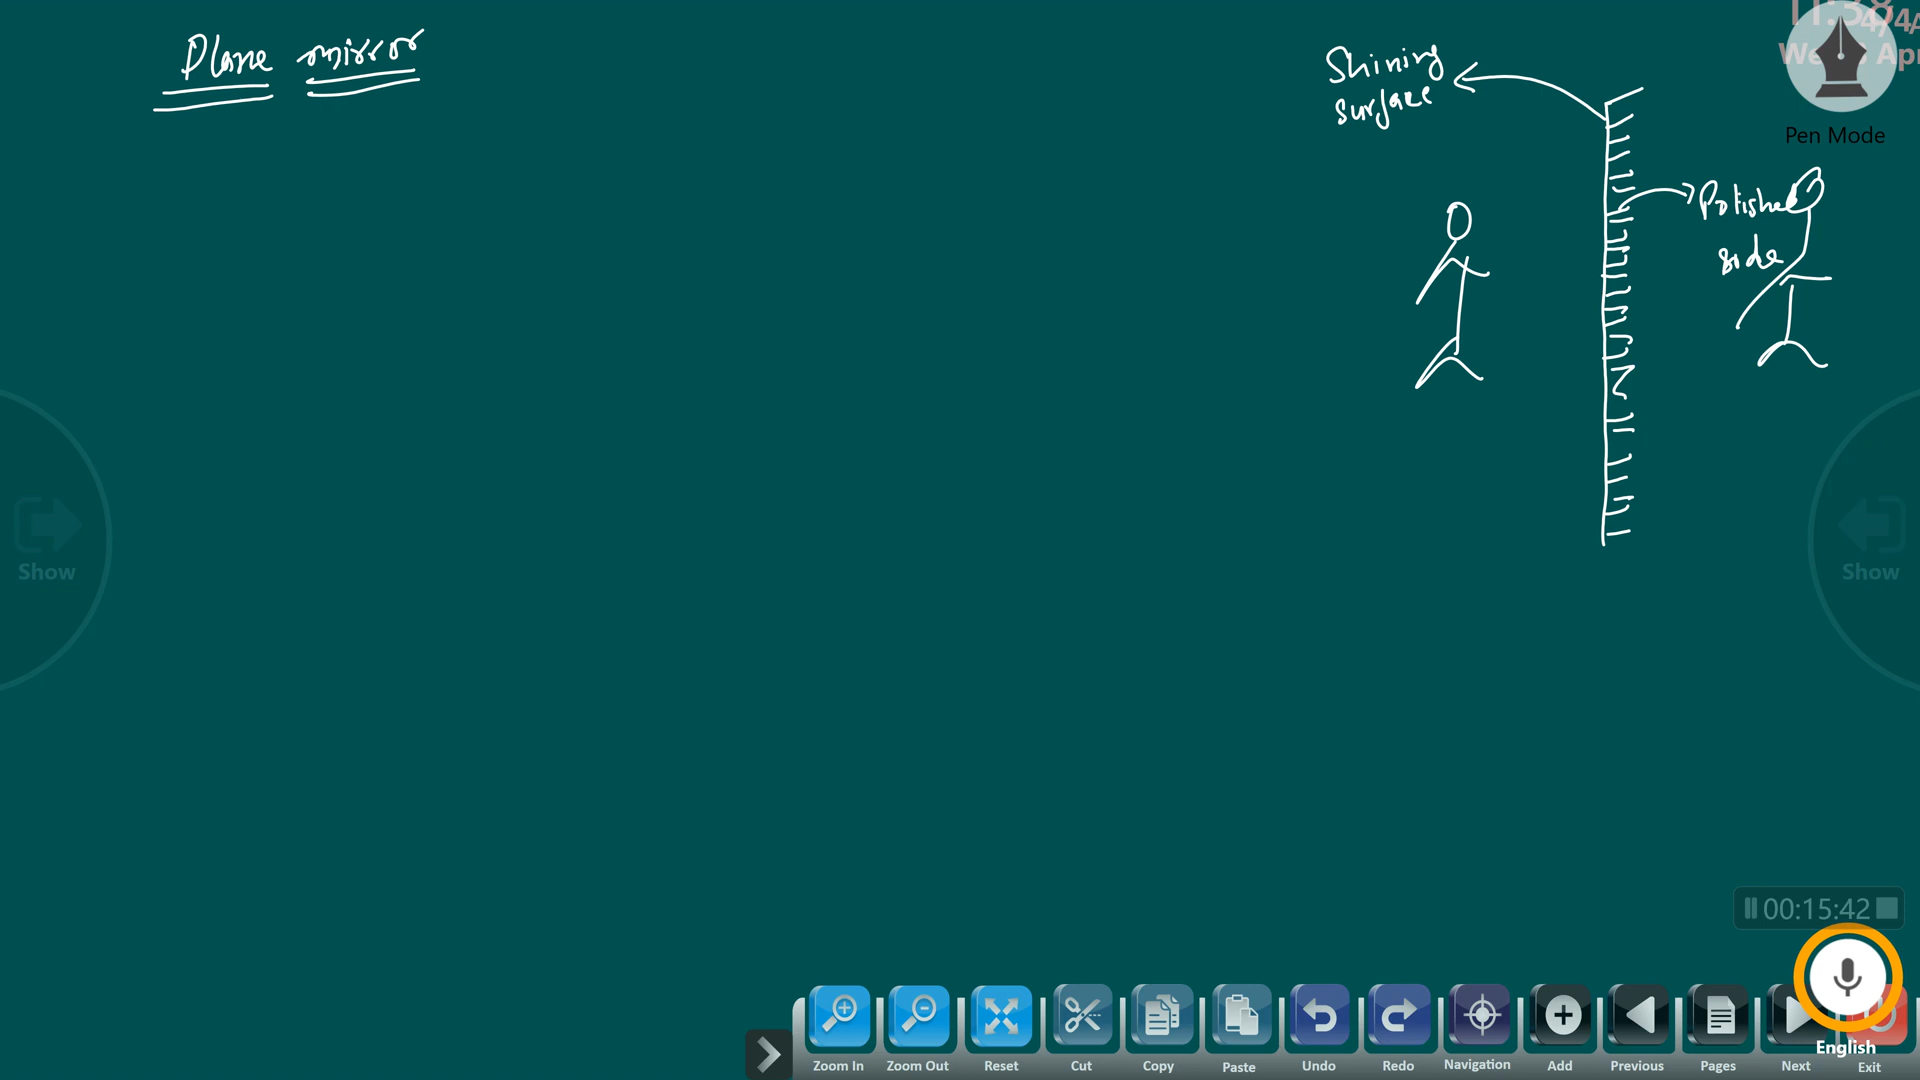 Plane mirror
Shining
surface
Polished
side
Pen Mode
Show
Show
00:15:42
Zoom In
Zoom Out
Reset
Cut
Copy
Paste
Undo
Redo
Navigation
Add
Previous
Pages
Next
Exit
English